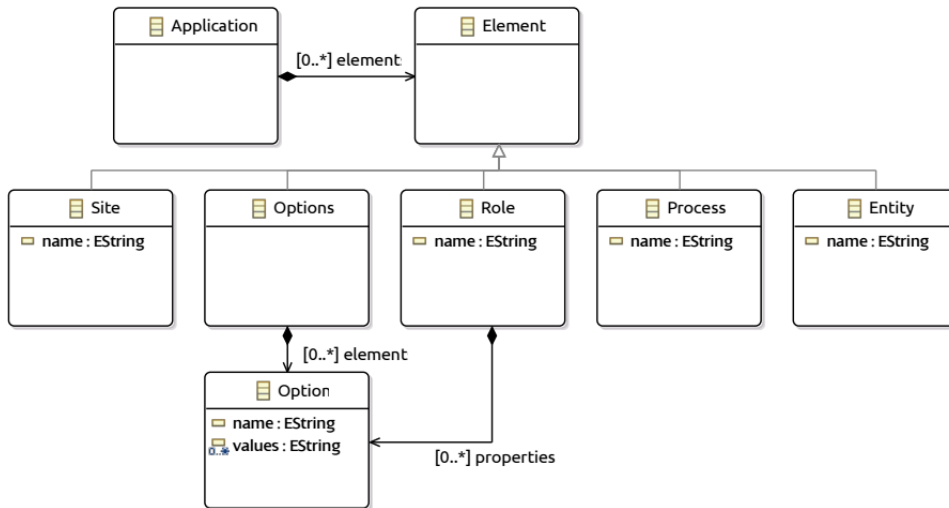 Application
Element
[0..*] element
Site
Options
Role
Process
Entity
name : EString
name : EString
name : EString
name : EString
[0..*] element
Option
name : EString
0..*
values : EString
[0..*] properties